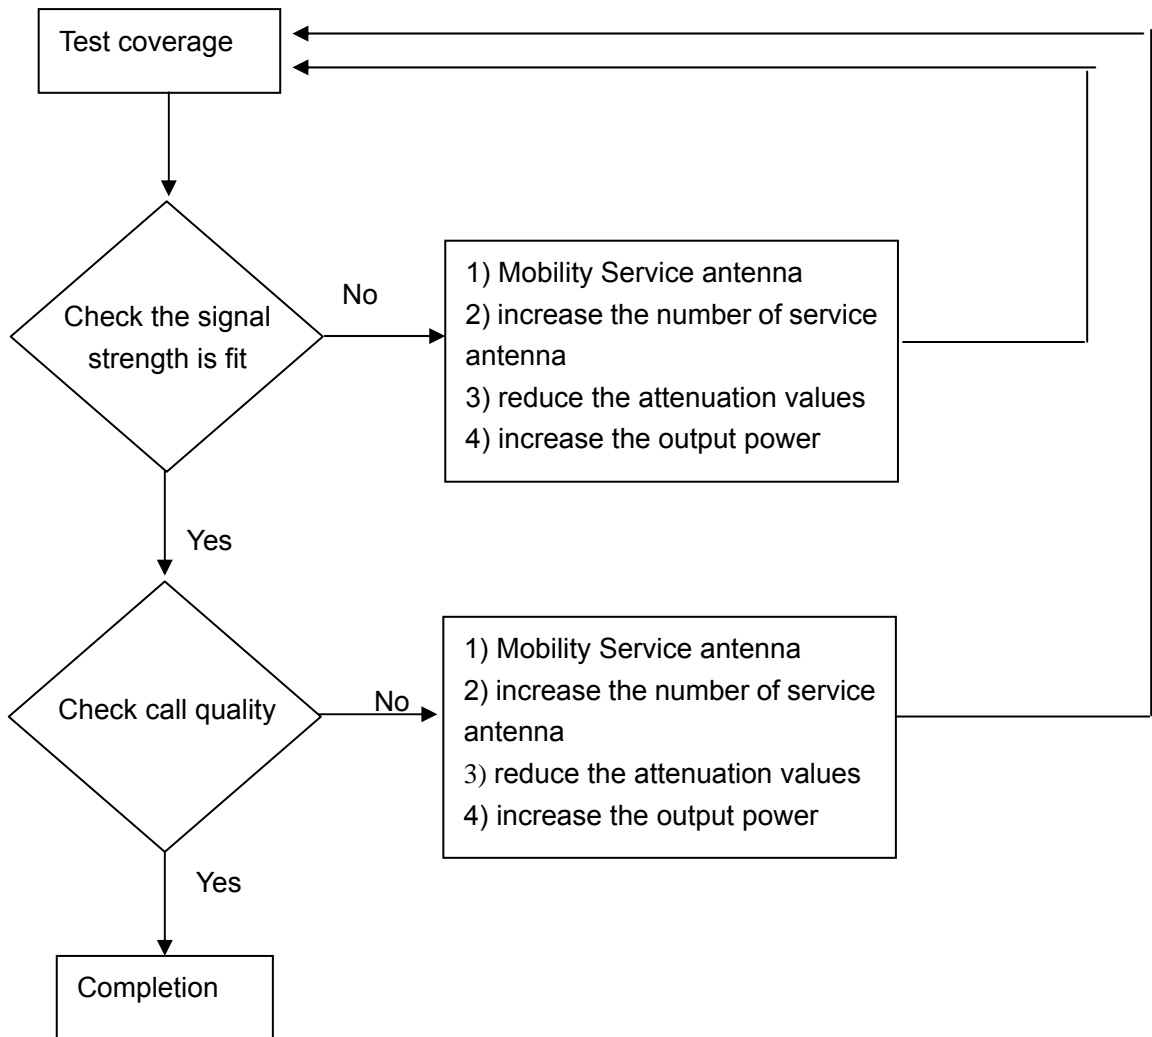 Test coverage
Check the signal
strength is fit
No
1) Mobility Service antenna
2) increase the number of service
antenna
3) reduce the attenuation values
4) increase the output power
Yes
Check call quality
No
1) Mobility Service antenna
2) increase the number of service
antenna
3) reduce the attenuation values
4) increase the output power
Yes
Completion